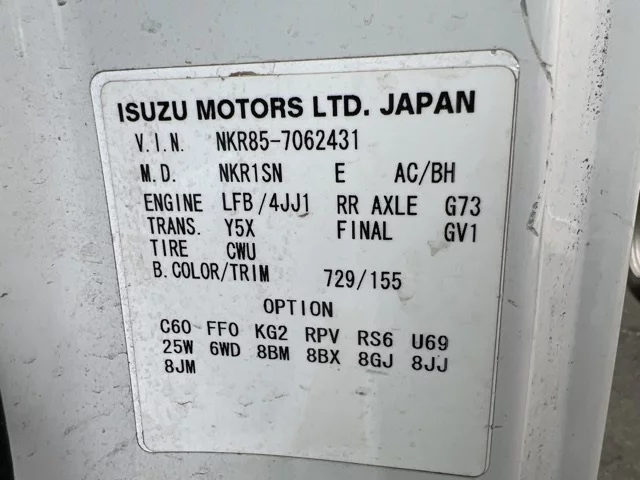 ISUZU MOTORS LTD. JAPAN
V.I.N. NKR85-7062431
M.D. NKR1SN E AC/BH
ENGINE LFB/4JJ1 RR AXLE G73
TRANS. Y5X FINAL GV1
TIRE CWU
B.COLOR/TRIM 729/155
OPTION
C60 FF0 KG2 RPV RS6 U69
25W 6WD 8BM 8BX 8GJ 8JJ
8JM